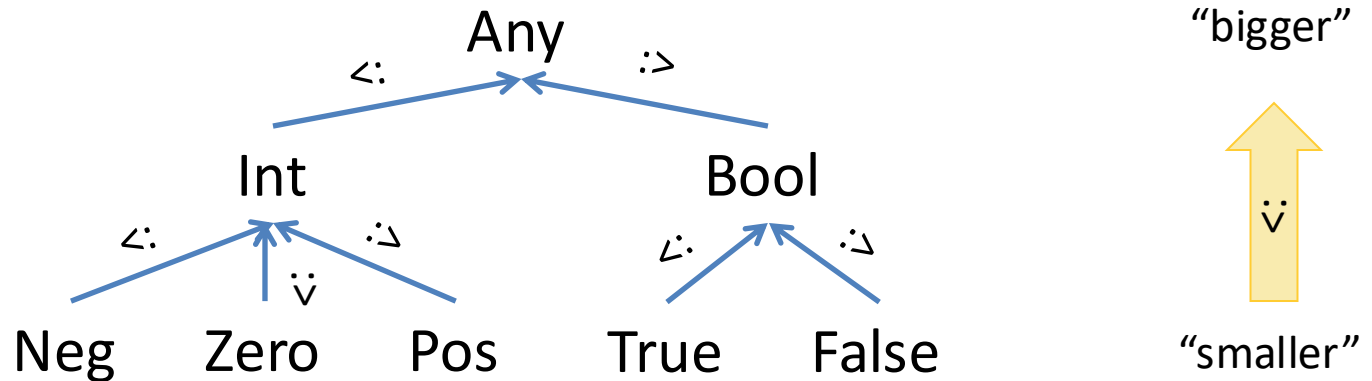 Any
"bigger"
<: :>
Int
Bool
<: <: :>
<: :>
<:
Neg Zero Pos True False
"smaller"